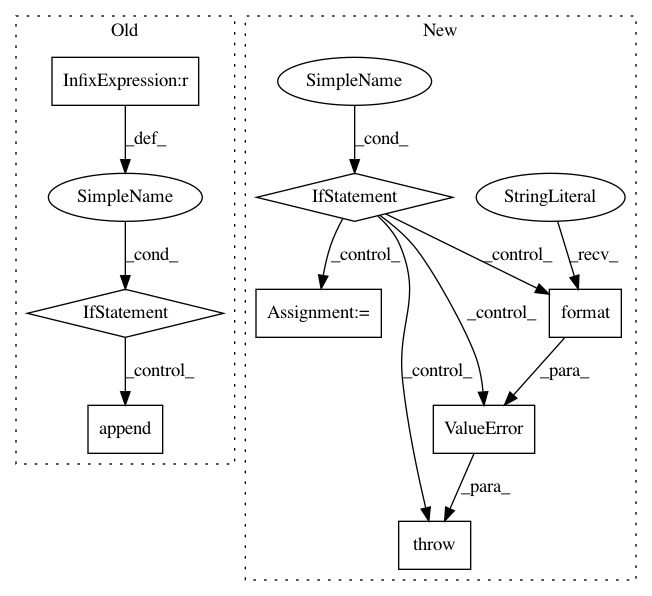 Old
New
InfixExpression:r
SimpleName
_def_
_cond_
SimpleName
IfStatement
StringLiteral
_cond_
_control_
_control_
_recv_
IfStatement
Assignment:=
_control_
format
_control_
_control_
_para_
append
ValueError
_para_
throw